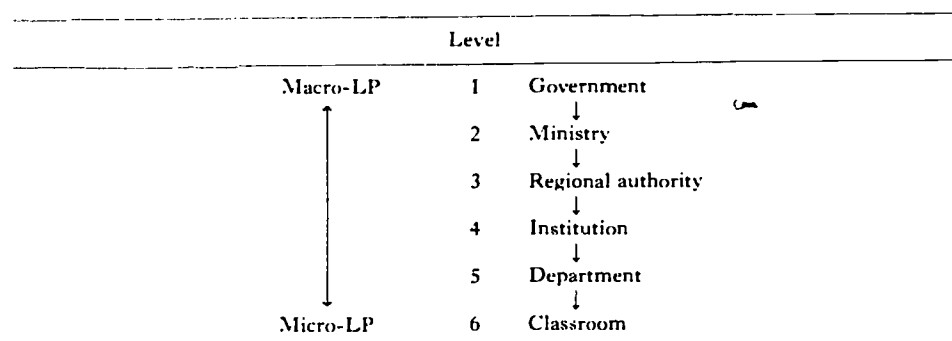 Level
Macro-LP 1 Government
2 Ministry
3 Regional authority
4 Institution
5 Department
Micro-LP 6 Classroom